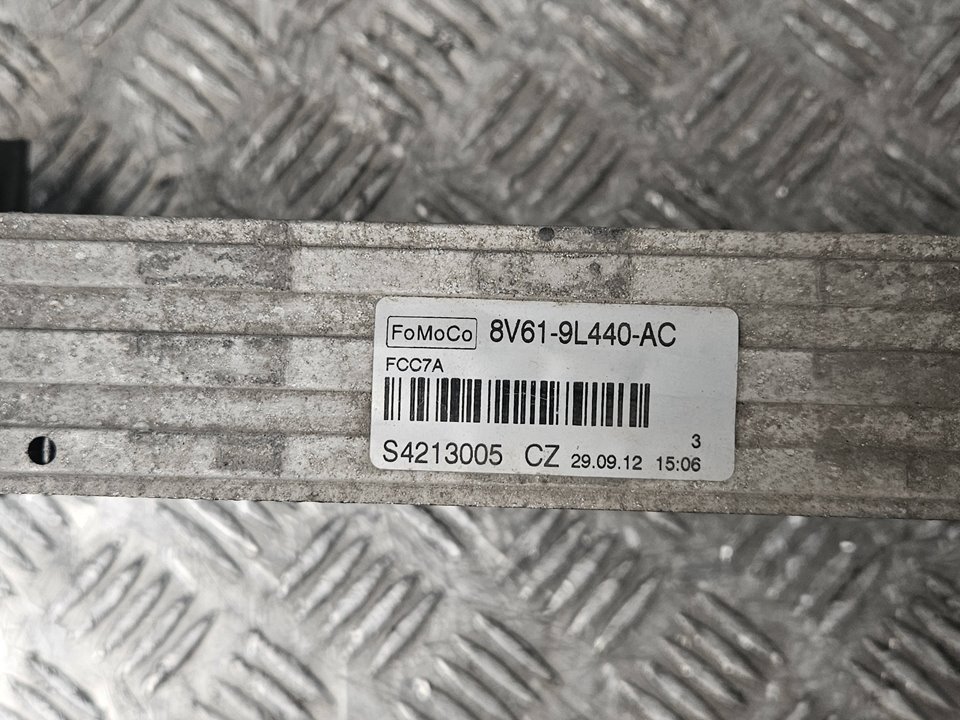 FoMoCo 8V61-9L440-AC
FCC7A
3
S4213005 CZ 29.09.12 15:06